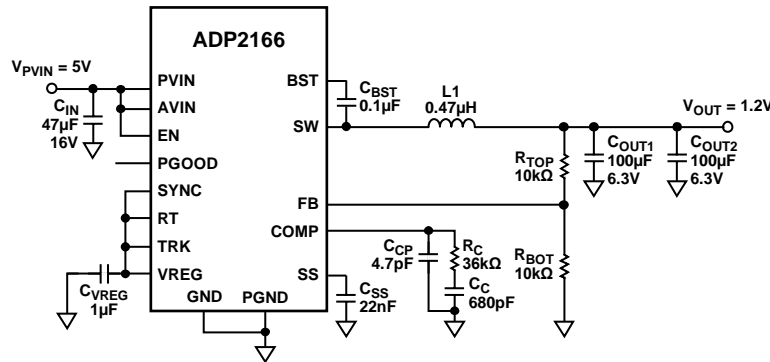 ADP2166
V_PVIN = 5V
C_IN
47µF
16V
PVIN
AVIN
EN
PGOOD
SYNC
RT
TRK
VREG
C_VREG
1µF
GND
PGND
BST
SW
FB
COMP
SS
C_BST
0.1µF
L1
0.47µH
V_OUT = 1.2V
R_TOP
10kΩ
C_OUT1
100µF
6.3V
C_OUT2
100µF
6.3V
R_BOT
10kΩ
C_CP
4.7pF
R_C
36kΩ
C_C
680pF
C_SS
22nF